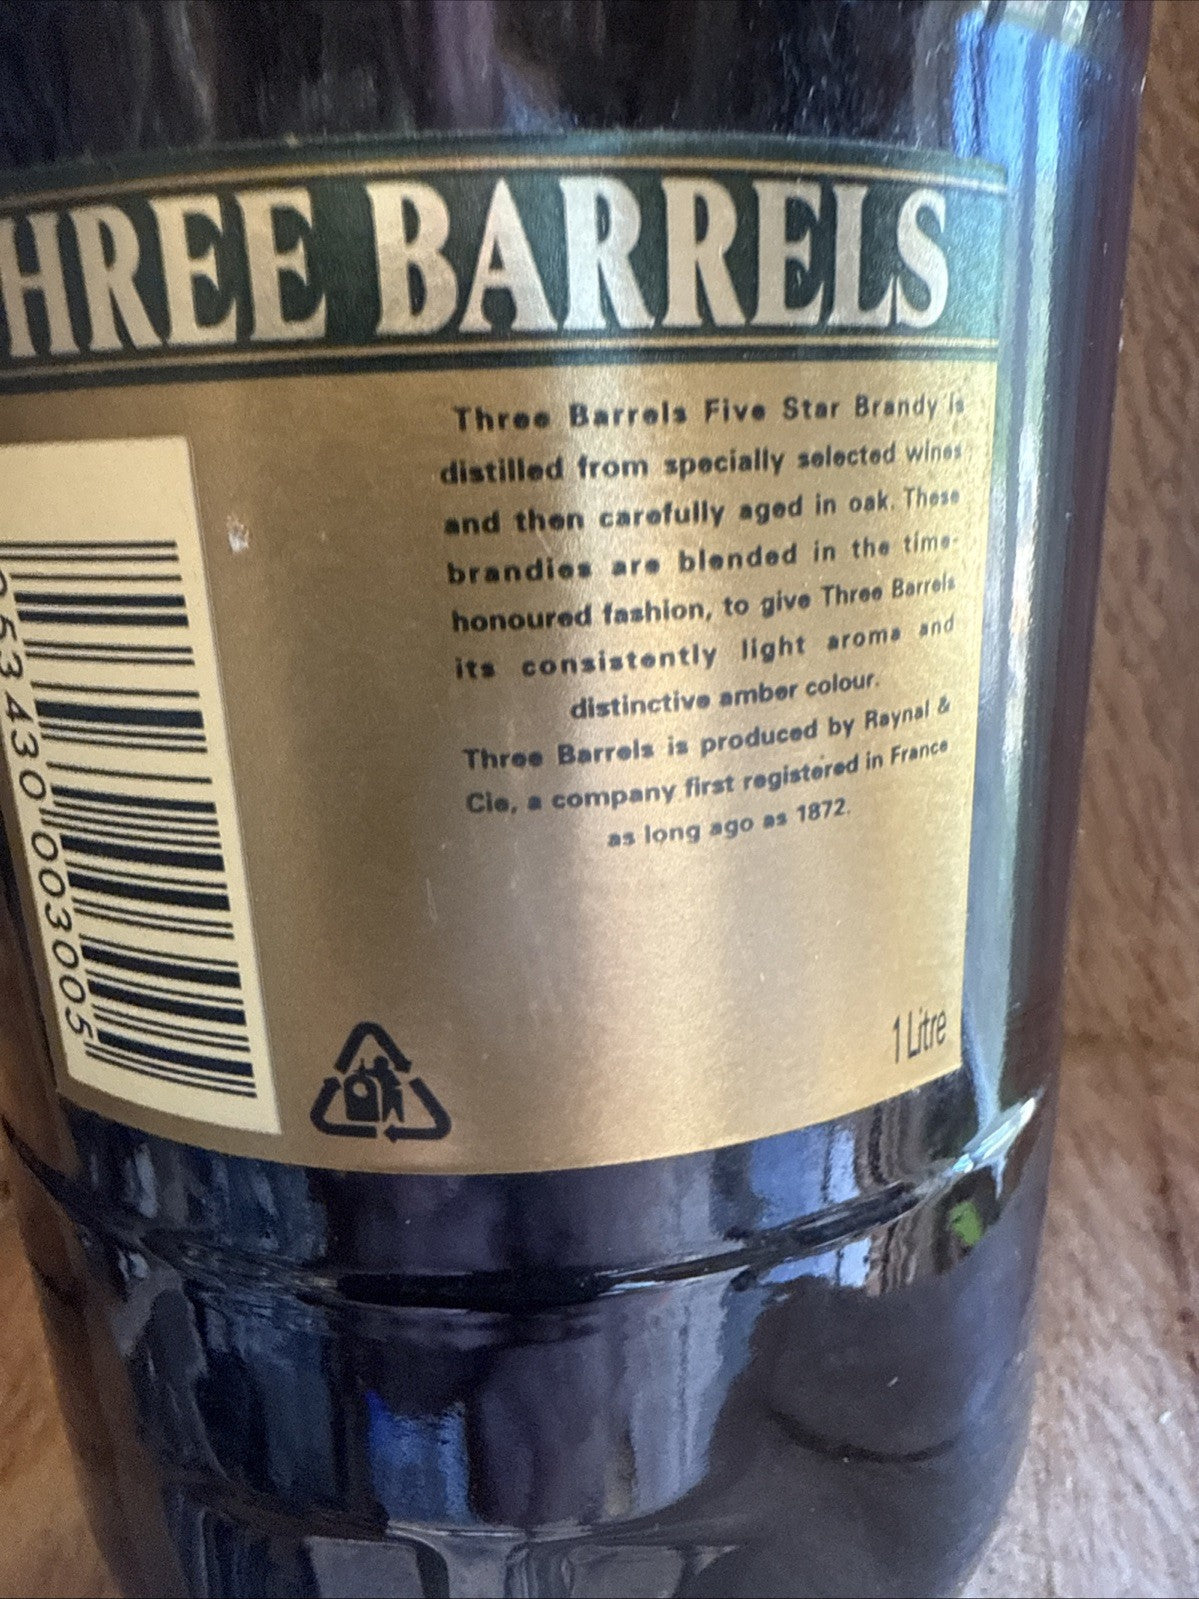 THREE BARRELS
Three Barrels Five Star Brandy is
distilled from specially selected wines
and then carefully aged in oak. These
brandies are blended in the time-
honoured fashion, to give Three Barrels
its consistently light aroma and
distinctive amber colour.
Three Barrels is produced by Raynal &
Cie, a company first registered in France
as long ago as 1872.
53430 003005
1 Litre